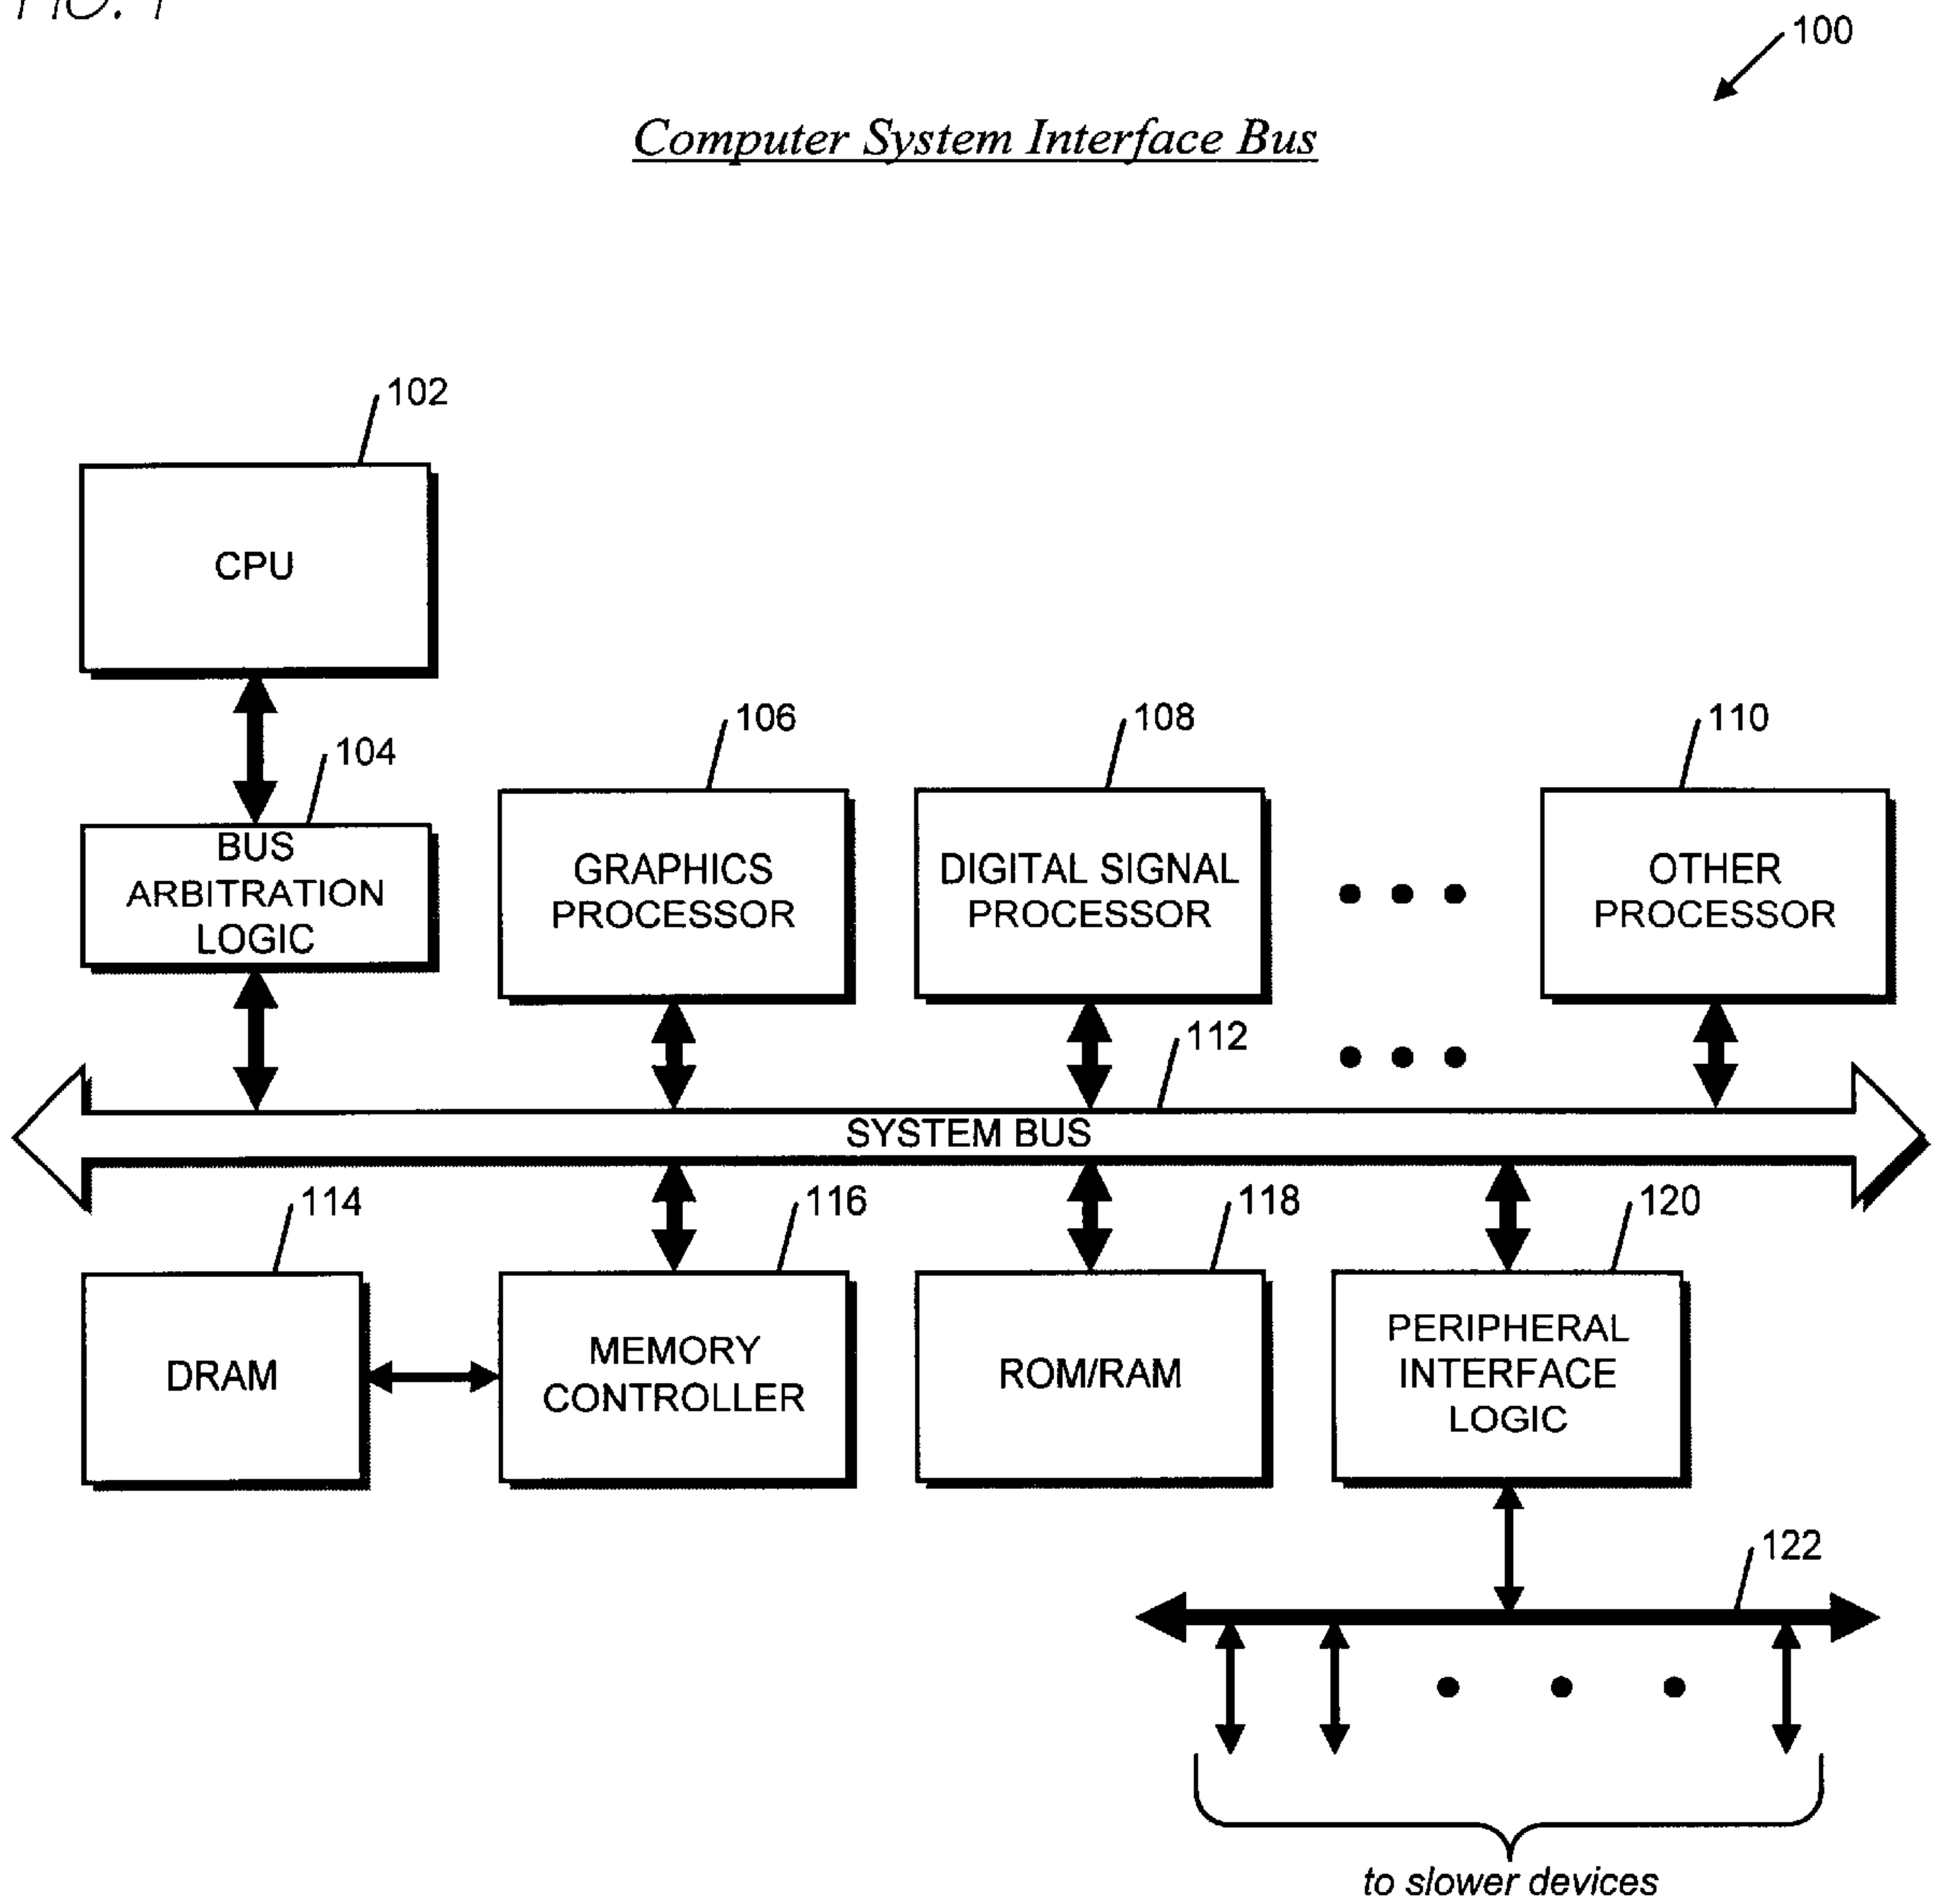 FIG. 1
100
Computer System Interface Bus
102
CPU
104
BUS
ARBITRATION
LOGIC
106
GRAPHICS
PROCESSOR
108
DIGITAL SIGNAL
PROCESSOR
110
OTHER
PROCESSOR
112
SYSTEM BUS
114
DRAM
116
MEMORY
CONTROLLER
118
ROM/RAM
120
PERIPHERAL
INTERFACE
LOGIC
122
to slower devices